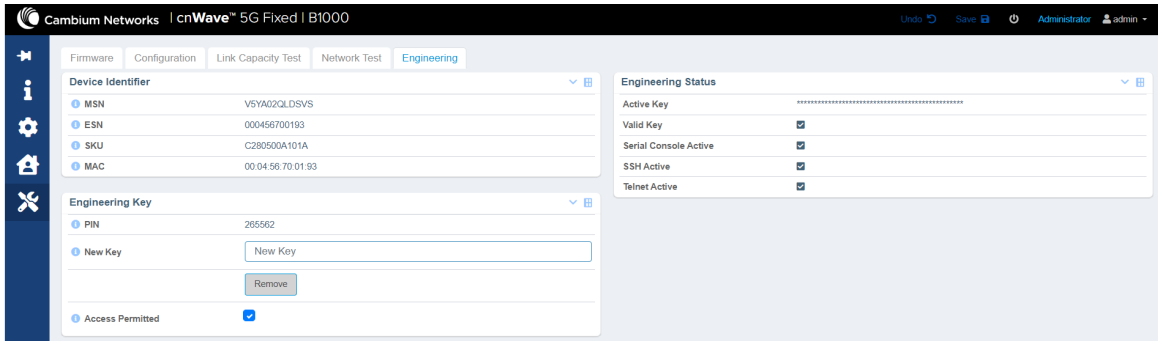 Cambium Networks | cnWave™ 5G Fixed | B1000
Undo Save Administrator admin
Firmware Configuration Link Capacity Test Network Test Engineering
Device Identifier
MSN V5YA02QLDSVS
ESN 000456700193
SKU C280500A101A
MAC 00:04:56:70:01:93
Engineering Key
PIN 265562
New Key New Key
Remove
Access Permitted
Engineering Status
Active Key ************************************************
Valid Key
Serial Console Active
SSH Active
Telnet Active